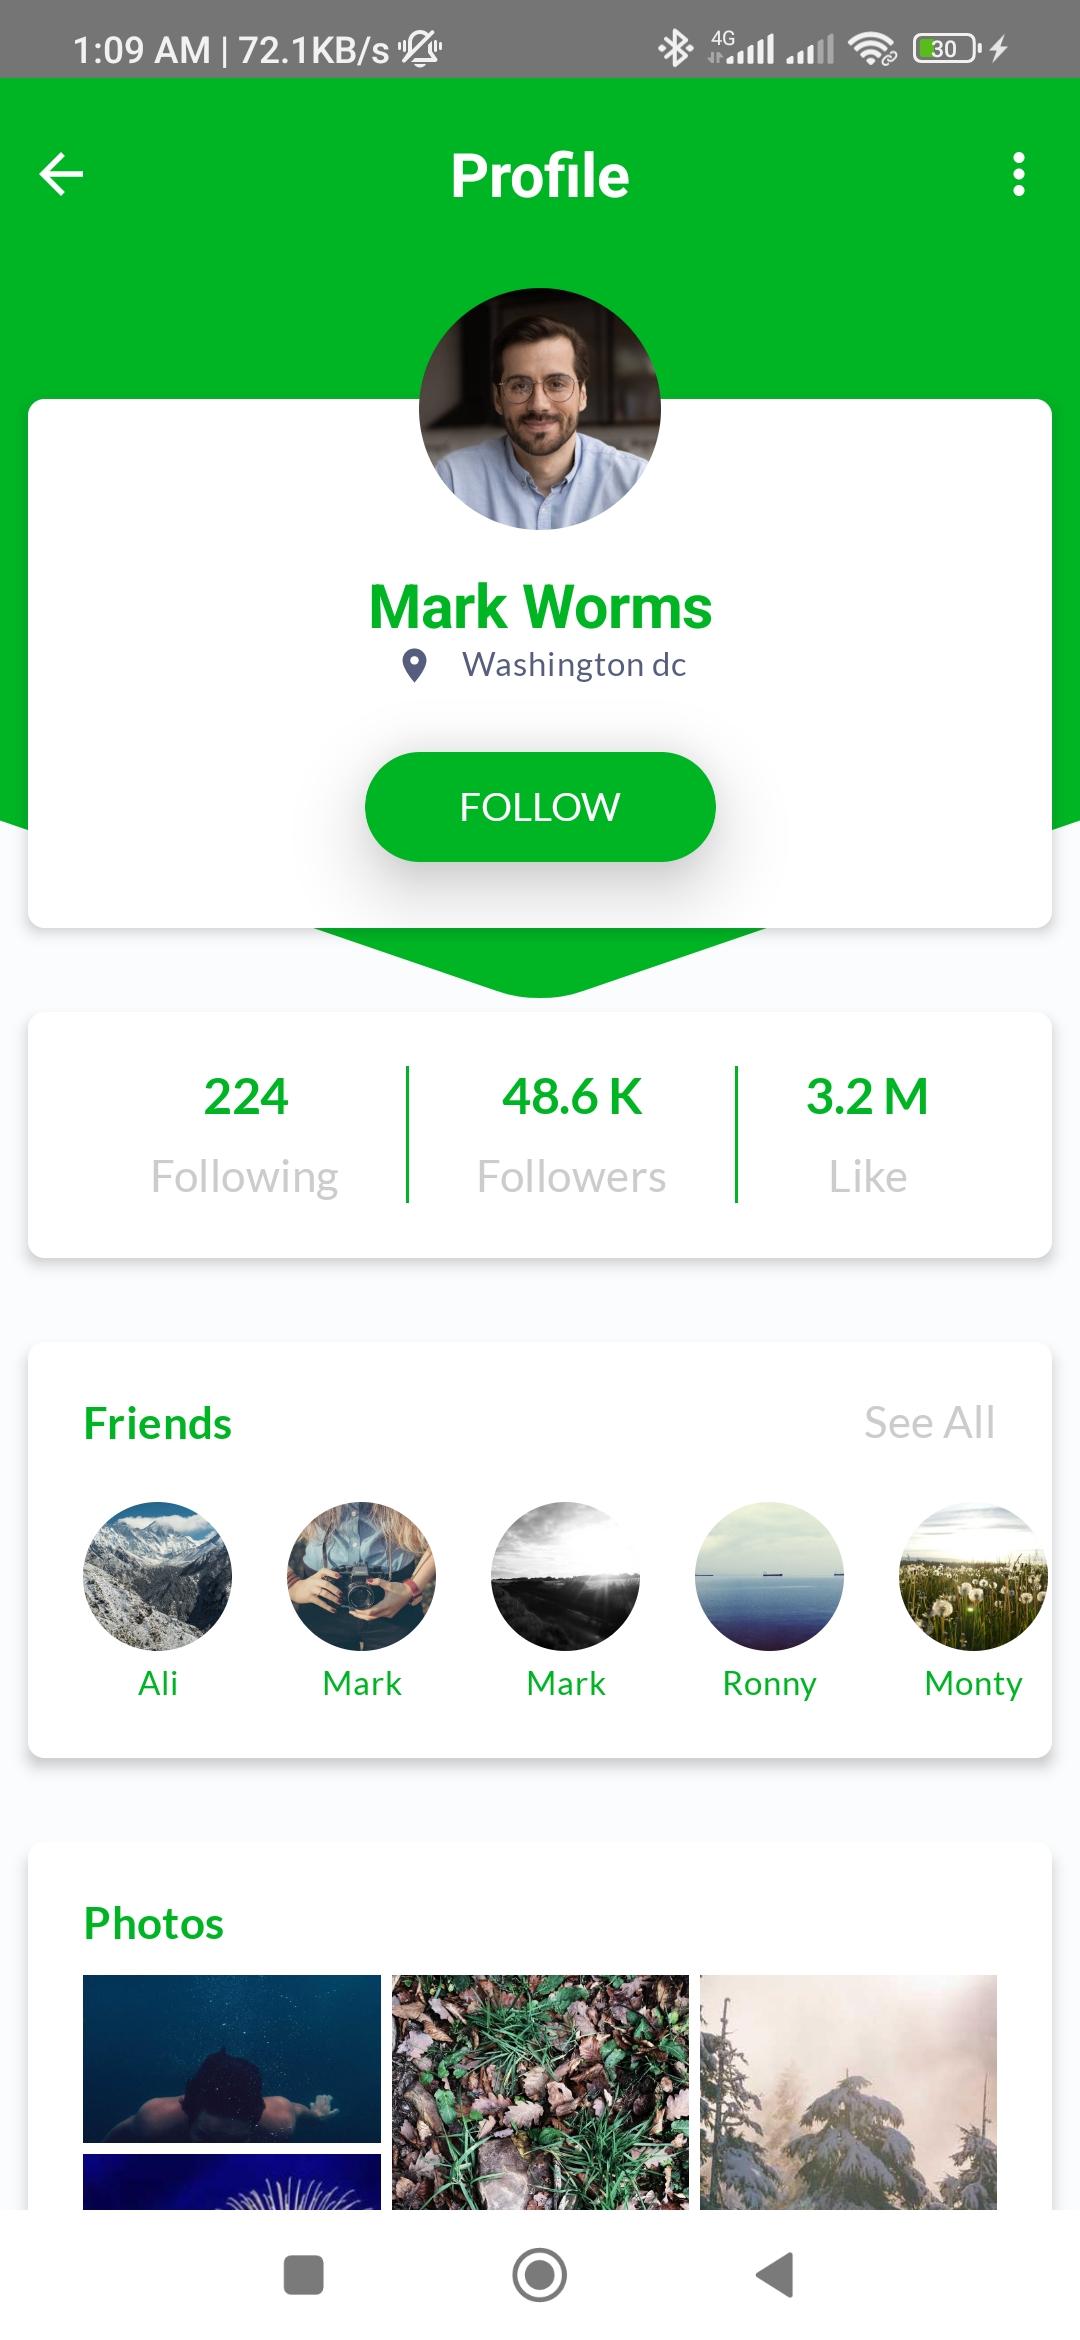 1:09 AM | 72.1KB/s 4G 30
Profile
Mark Worms
Washington dc
FOLLOW
224 48.6 K 3.2 M
Following Followers Like
Friends See All
Ali Mark Mark Ronny Monty
Photos